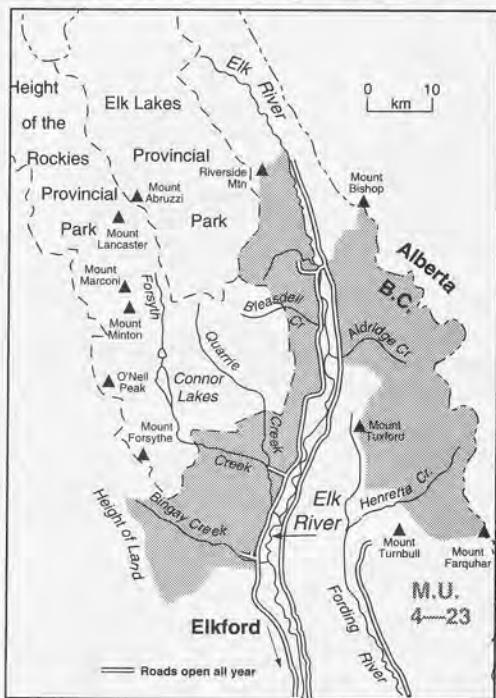 Height
of the
Rockies
Provincial
Park
Elk Lakes
Provincial
Park
Elk
River
0 10
km
Riverside
Mtn
Mount
Bishop
Mount
Abruzzi
Mount
Lancaster
Alberta
B.C.
Mount
Marconi
Forsyth
Mount
Minton
Bleasdell
Cr
Aldridge Cr
Quarrie
Creek
Connor
Lakes
O'Neil
Peak
Mount
Forsythe
Mount
Tuxford
Creek
Henretta Cr.
Elk
River
Bingay Creek
Height of Land
Mount
Turnbull
Mount
Farquhar
M.U.
4—23
Elkford
Fording
River
Roads open all year